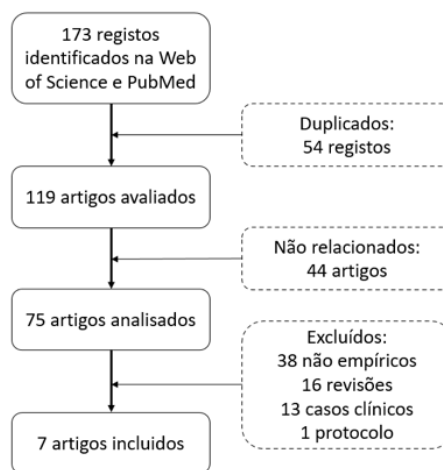 173 registos
identificados na Web
of Science e PubMed
Duplicados:
54 registos
119 artigos avaliados
Não relacionados:
44 artigos
75 artigos analisados
Excluídos:
38 não empíricos
16 revisões
13 casos clínicos
1 protocolo
7 artigos incluidos